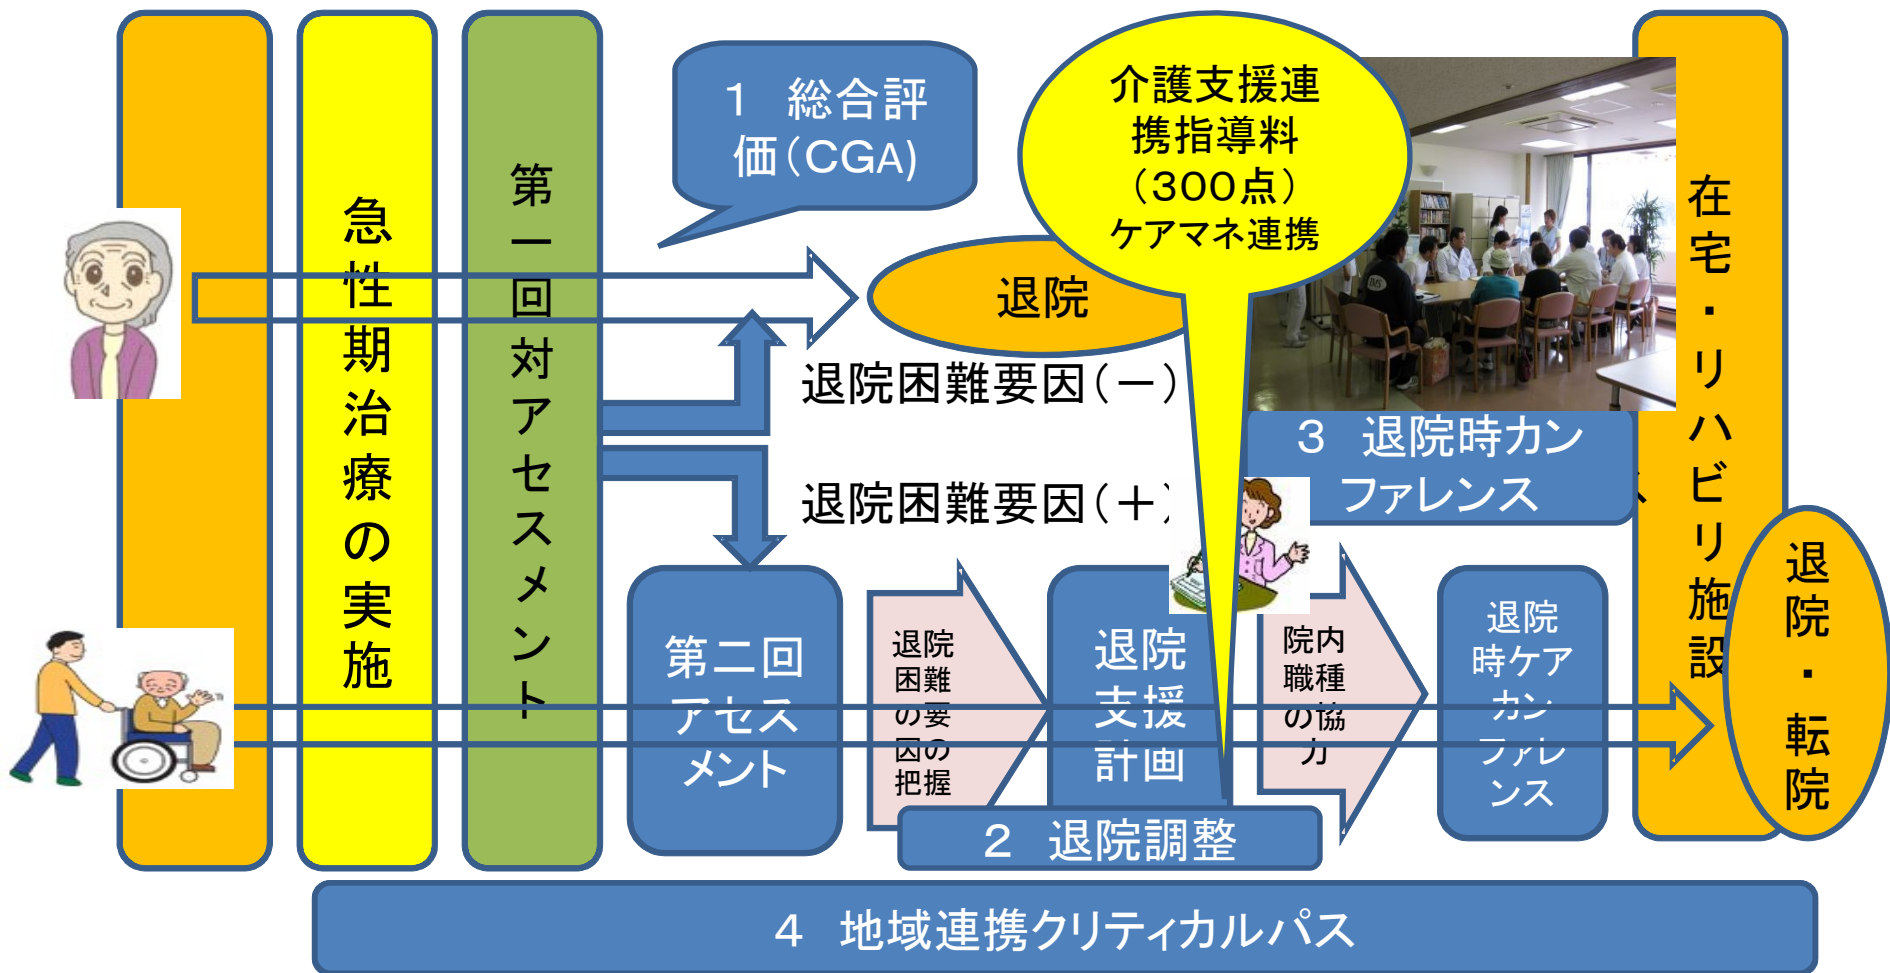 急性期治療の実施
第一回対アセスメント
１　総合評
価（CGA)
介護支援連
携指導料
（300点）
ケアマネ連携
退院
退院困難要因（－）
退院困難要因（＋）
３　退院時カン
ファレンス
第二回
アセス
メント
退院
困難
の要
因の
把握
退院
支援
計画
院内
職種
の協
力
退院
時ケア
カン
ファレ
ンス
２　退院調整
在宅・リハビリ施設
退院・転院
４　地域連携クリティカルパス